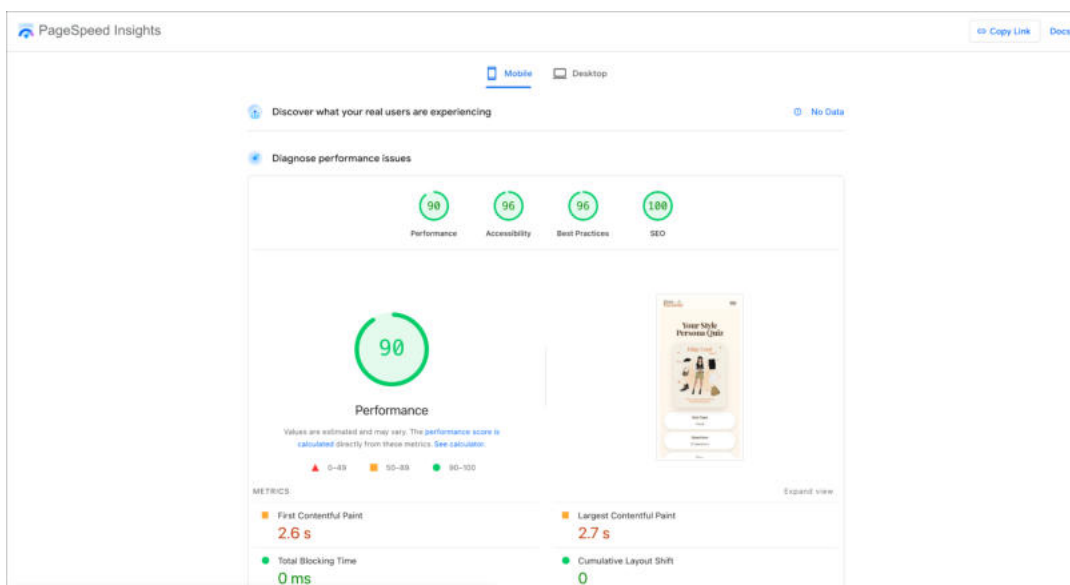 PageSpeed Insights
Copy Link
Docs
Mobile
Desktop
Discover what your real users are experiencing
No Data
Diagnose performance issues
90
96
96
100
Performance
Accessibility
Best Practices
SEO
90
Performance
Values are estimated and may vary. The performance score is
calculated directly from these metrics. See calculator.
0–49
50–89
90–100
METRICS
Expand view
First Contentful Paint
2.6 s
Largest Contentful Paint
2.7 s
Total Blocking Time
0 ms
Cumulative Layout Shift
0
Your Style
Persona Quiz